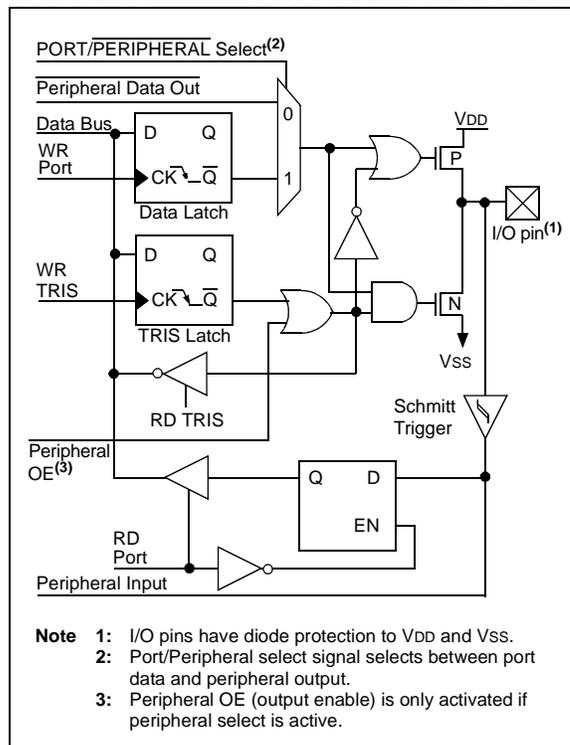 PORT/PERIPHERAL Select(2)
Peripheral Data Out
Data Bus
WR
Port
D Q
CK Q
Data Latch
0
1
VDD
P
I/O pin(1)
WR
TRIS
D Q
CK Q
TRIS Latch
N
VSS
RD TRIS
Schmitt
Trigger
Peripheral
OE(3)
Q D
EN
RD
Port
Peripheral Input
Note 1: I/O pins have diode protection to VDD and VSS.
2: Port/Peripheral select signal selects between port
data and peripheral output.
3: Peripheral OE (output enable) is only activated if
peripheral select is active.